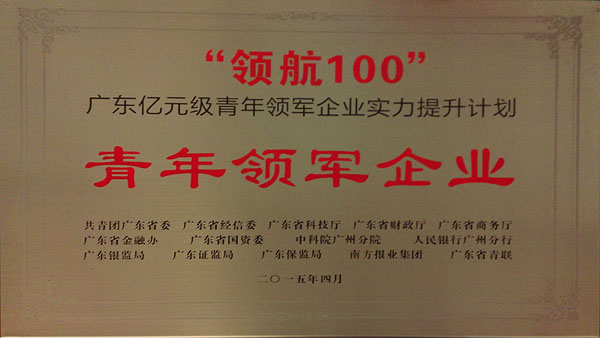 “领航100”
广东亿元级青年领军企业实力提升计划
青年领军企业
共青团广东省委 广东省经信委 广东省科技厅 广东省财政厅 广东省商务厅
广东省金融办 广东省国资委 中科院广州分院 人民银行广州分行
广东银监局 广东证监局 广东保监局 南方报业集团 广东省青联
二〇一五年四月